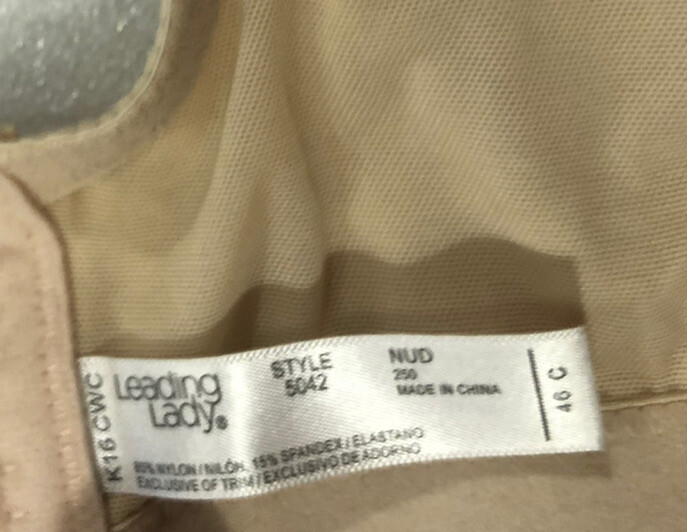 K16 CWC
Leading
Lady®
STYLE
5042
NUD
250
MADE IN CHINA
46 C
85% NYLON / NILÓN, 15% SPANDEX / ELASTANO
EXCLUSIVE OF TRIM / EXCLUSIVO DE ADORNO